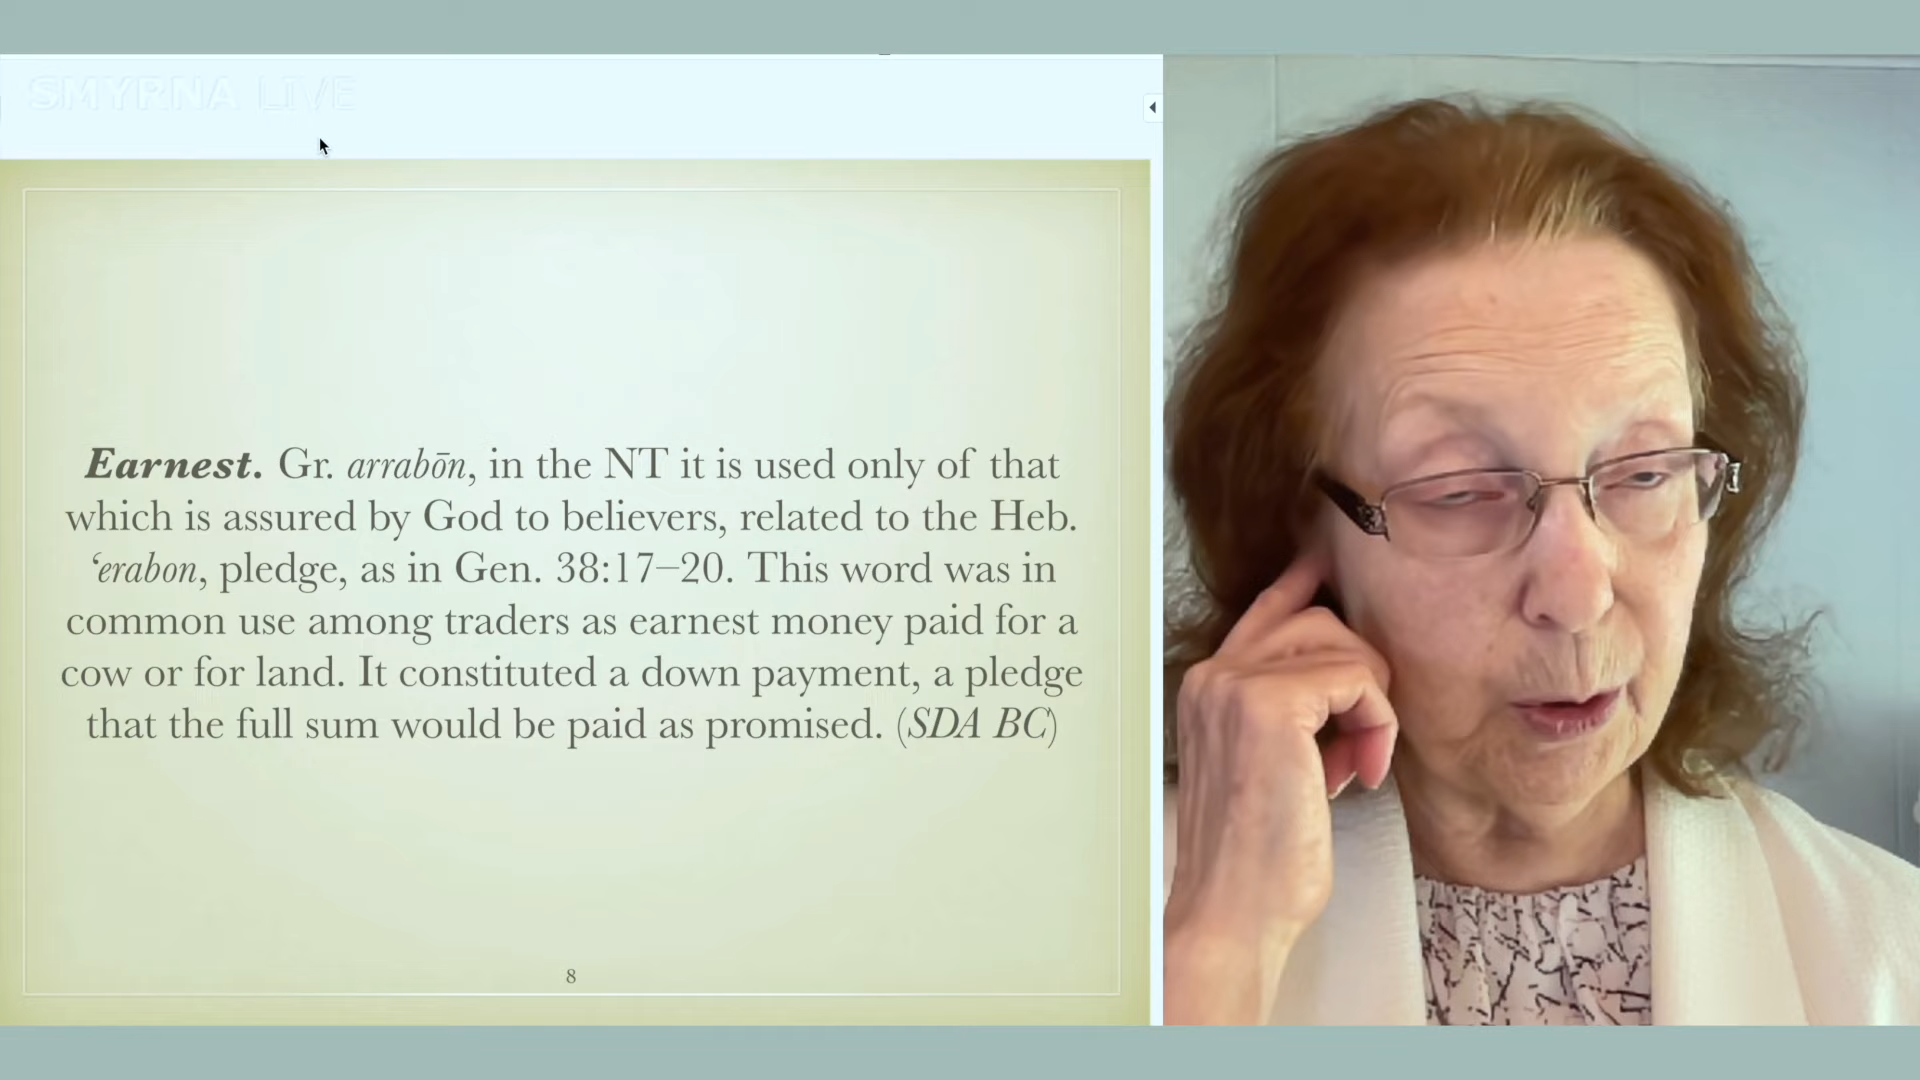 SMYRNA LIVE
Earnest. Gr. arrabōn, in the NT it is used only of that
which is assured by God to believers, related to the Heb.
‘erabon, pledge, as in Gen. 38:17–20. This word was in
common use among traders as earnest money paid for a
cow or for land. It constituted a down payment, a pledge
that the full sum would be paid as promised. (SDA BC)
8